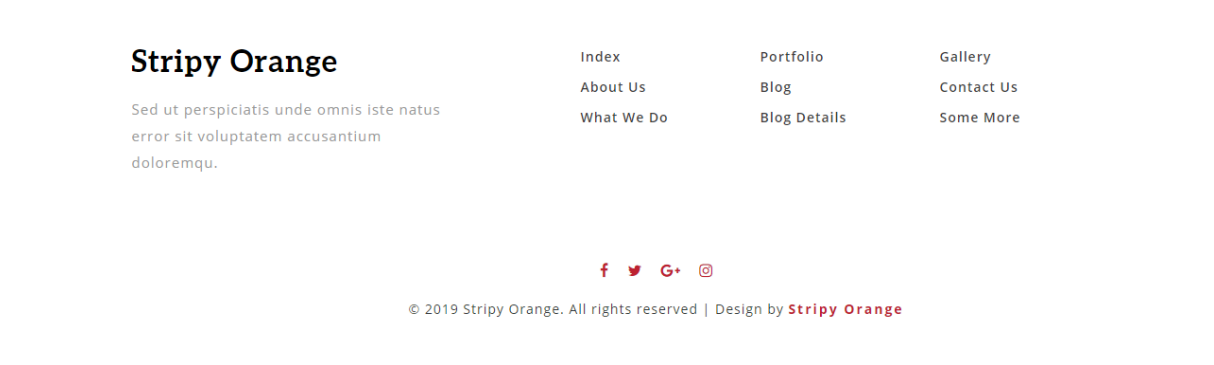 Stripy Orange
Sed ut perspiciatis unde omnis iste natus
error sit voluptatem accusantium
doloremqu.
Index
About Us
What We Do
Portfolio
Blog
Blog Details
Gallery
Contact Us
Some More
© 2019 Stripy Orange. All rights reserved | Design by Stripy Orange